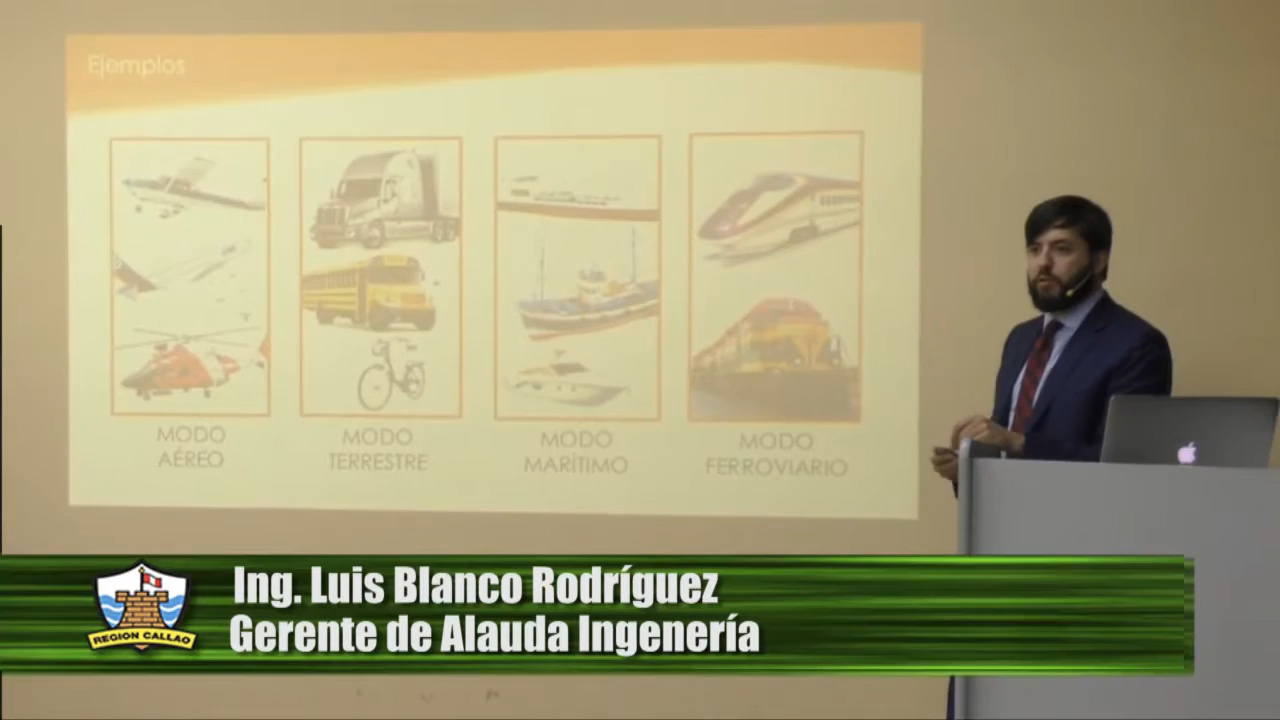 Ejemplos
MODO
AÉREO
MODO
TERRESTRE
MODO
MARÍTIMO
MODO
FERROVIARIO
Ing. Luis Blanco Rodríguez
Gerente de Alauda Ingenería
REGION CALLAO